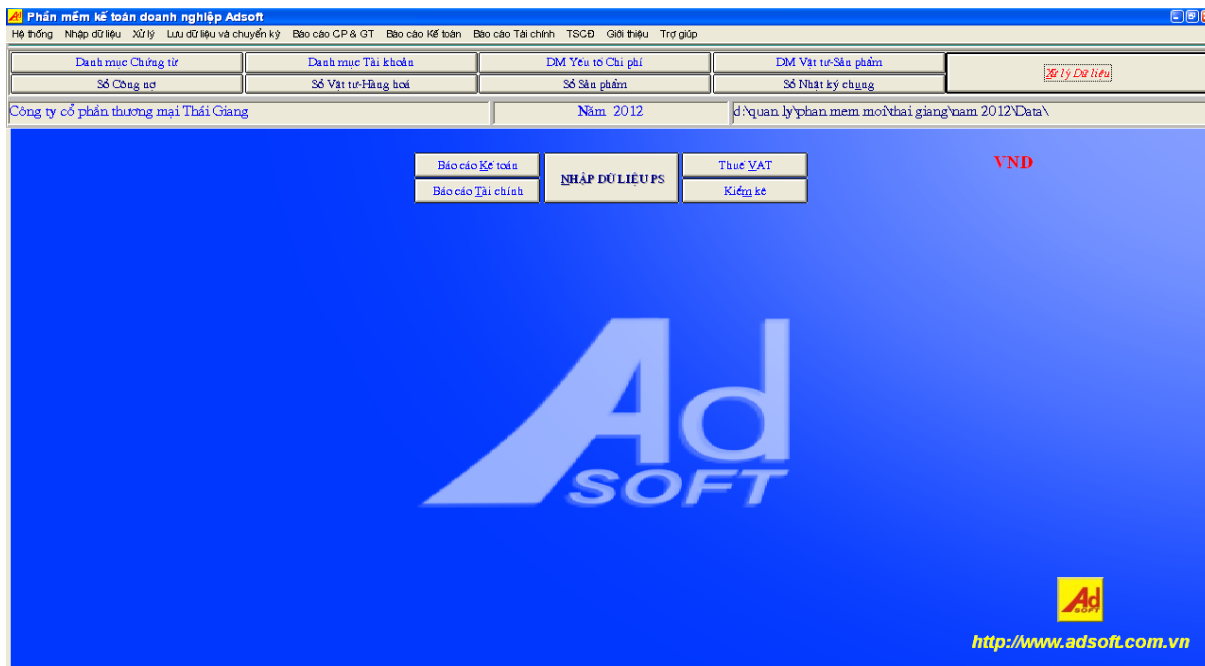 Phần mềm kế toán doanh nghiệp Adsoft
Hệ thống Nhập dữ liệu Xử lý Lưu dữ liệu và chuyển kỳ Báo cáo CP & GT Báo cáo Kế toán Báo cáo Tài chính TSCĐ Giới thiệu Trợ giúp
Danh mục Chứng từ Danh mục Tài khoản DM Yếu tố Chi phí DM Vật tư-Sản phẩm Xử lý Dữ liệu
Sổ Công nợ Sổ Vật tư-Hàng hoá Sổ Sản phẩm Sổ Nhật ký chung
Công ty cổ phần thương mại Thái Giang Năm 2012 d:\quan ly\phan mem moi\thai giang\nam 2012\Data\
Báo cáo Kế toán NHẬP DỮ LIỆU PS Thuế VAT VND
Báo cáo Tài chính Kiểm kê
Ad
SOFT
Ad
SOFT
http://www.adsoft.com.vn